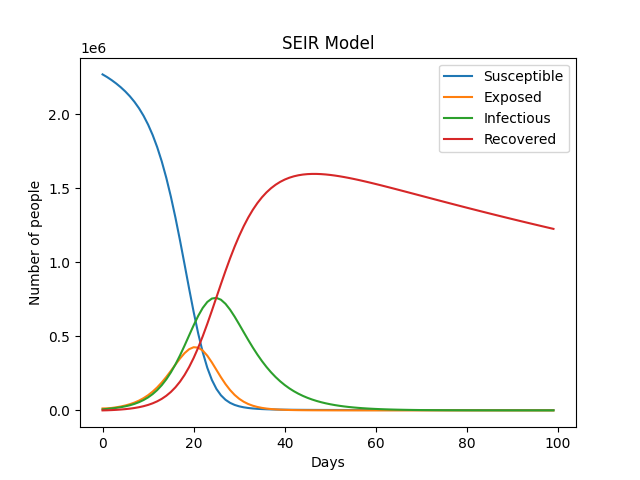 SEIR Model
1e6
Susceptible
Exposed
Infectious
Recovered
2.0
1.5
1.0
0.5
0.0
Number of people
0 20 40 60 80 100
Days